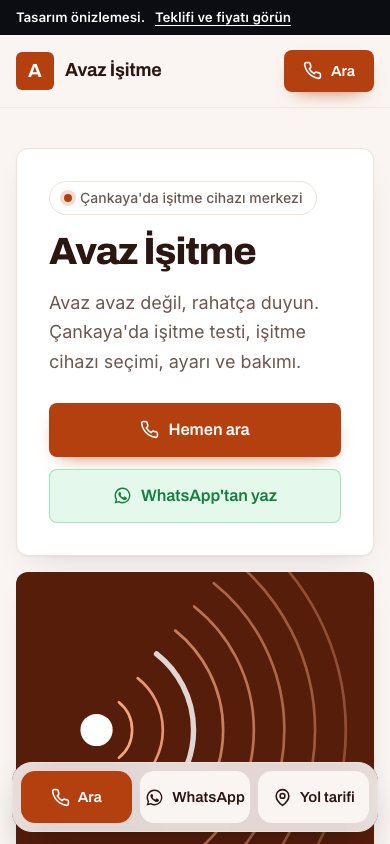 Tasarım önizlemesi. Teklifi ve fiyatı görün
A Avaz İşitme Ara
Çankaya'da işitme cihazı merkezi
Avaz İşitme
Avaz avaz değil, rahatça duyun.
Çankaya'da işitme testi, işitme
cihazı seçimi, ayarı ve bakımı.
Hemen ara
WhatsApp'tan yaz
Ara WhatsApp Yol tarifi